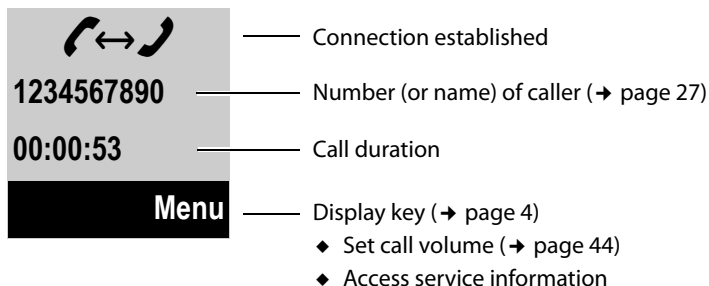 Connection established
1234567890 Number (or name) of caller (➔ page 27)
00:00:53 Call duration
Menu Display key (➔ page 4)
◆ Set call volume (➔ page 44)
◆ Access service information